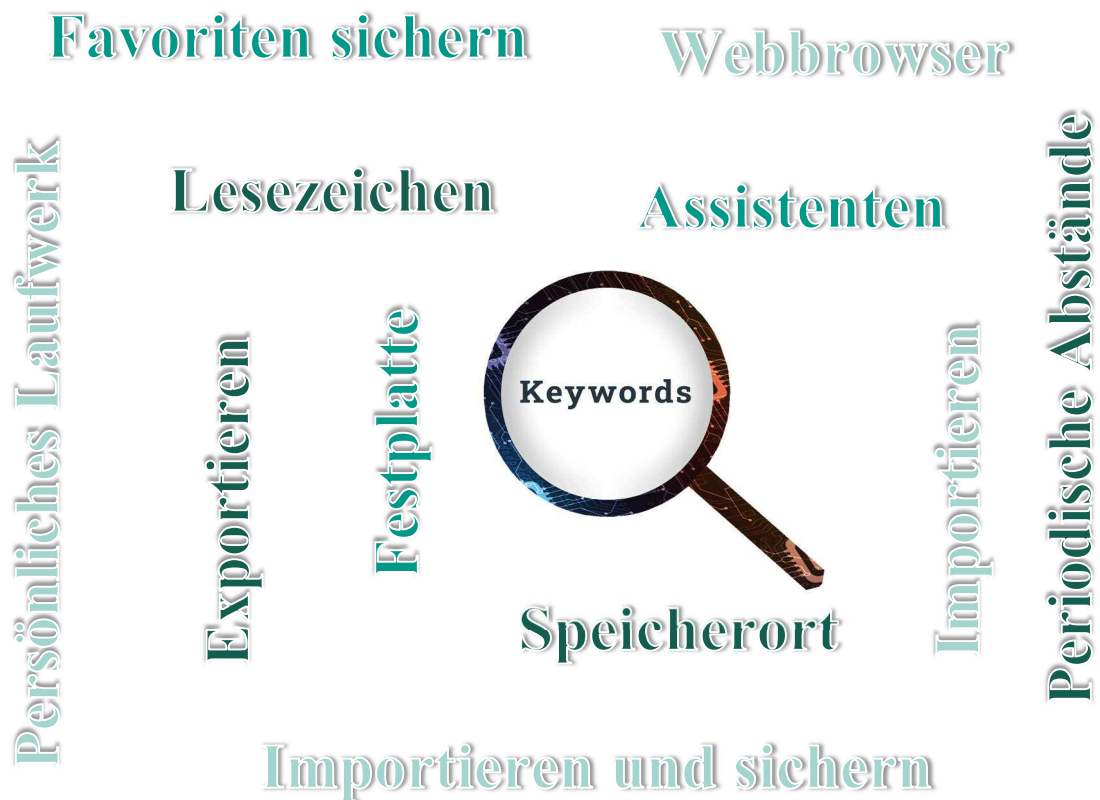 Favoriten sichern
Webbrowser
Persönliches Laufwerk
Lesezeichen
Assistenten
Periodische Abstände
Exportieren
Festplatte
Keywords
Importieren
Speicherort
Importieren und sichern